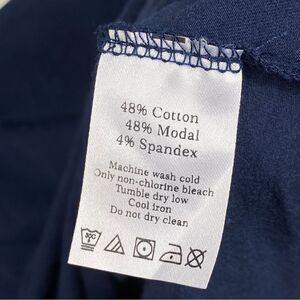 48% Cotton
48% Modal
4% Spandex
Machine wash cold
Only non-chlorine bleach
Tumble dry low
Cool iron
Do not dry clean
30C